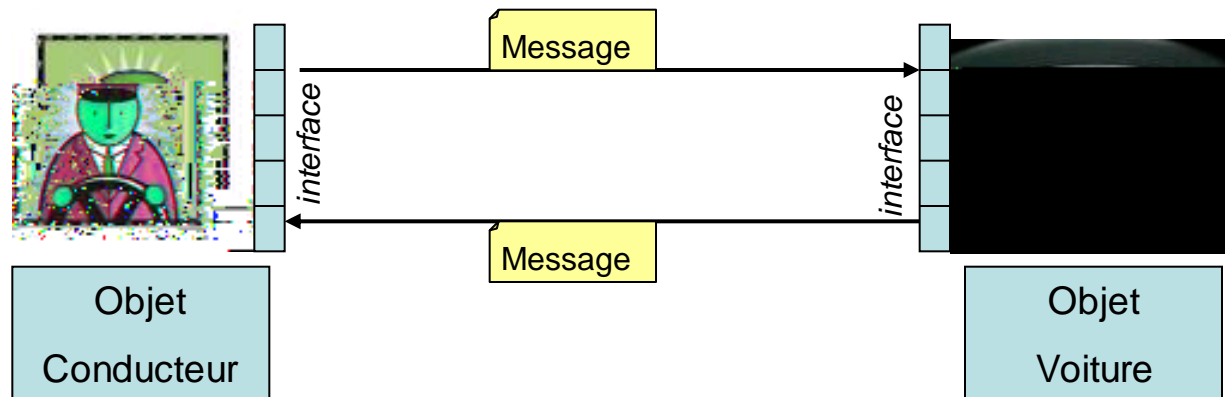 Message
interface
interface
Message
Objet
Conducteur
Objet
Voiture